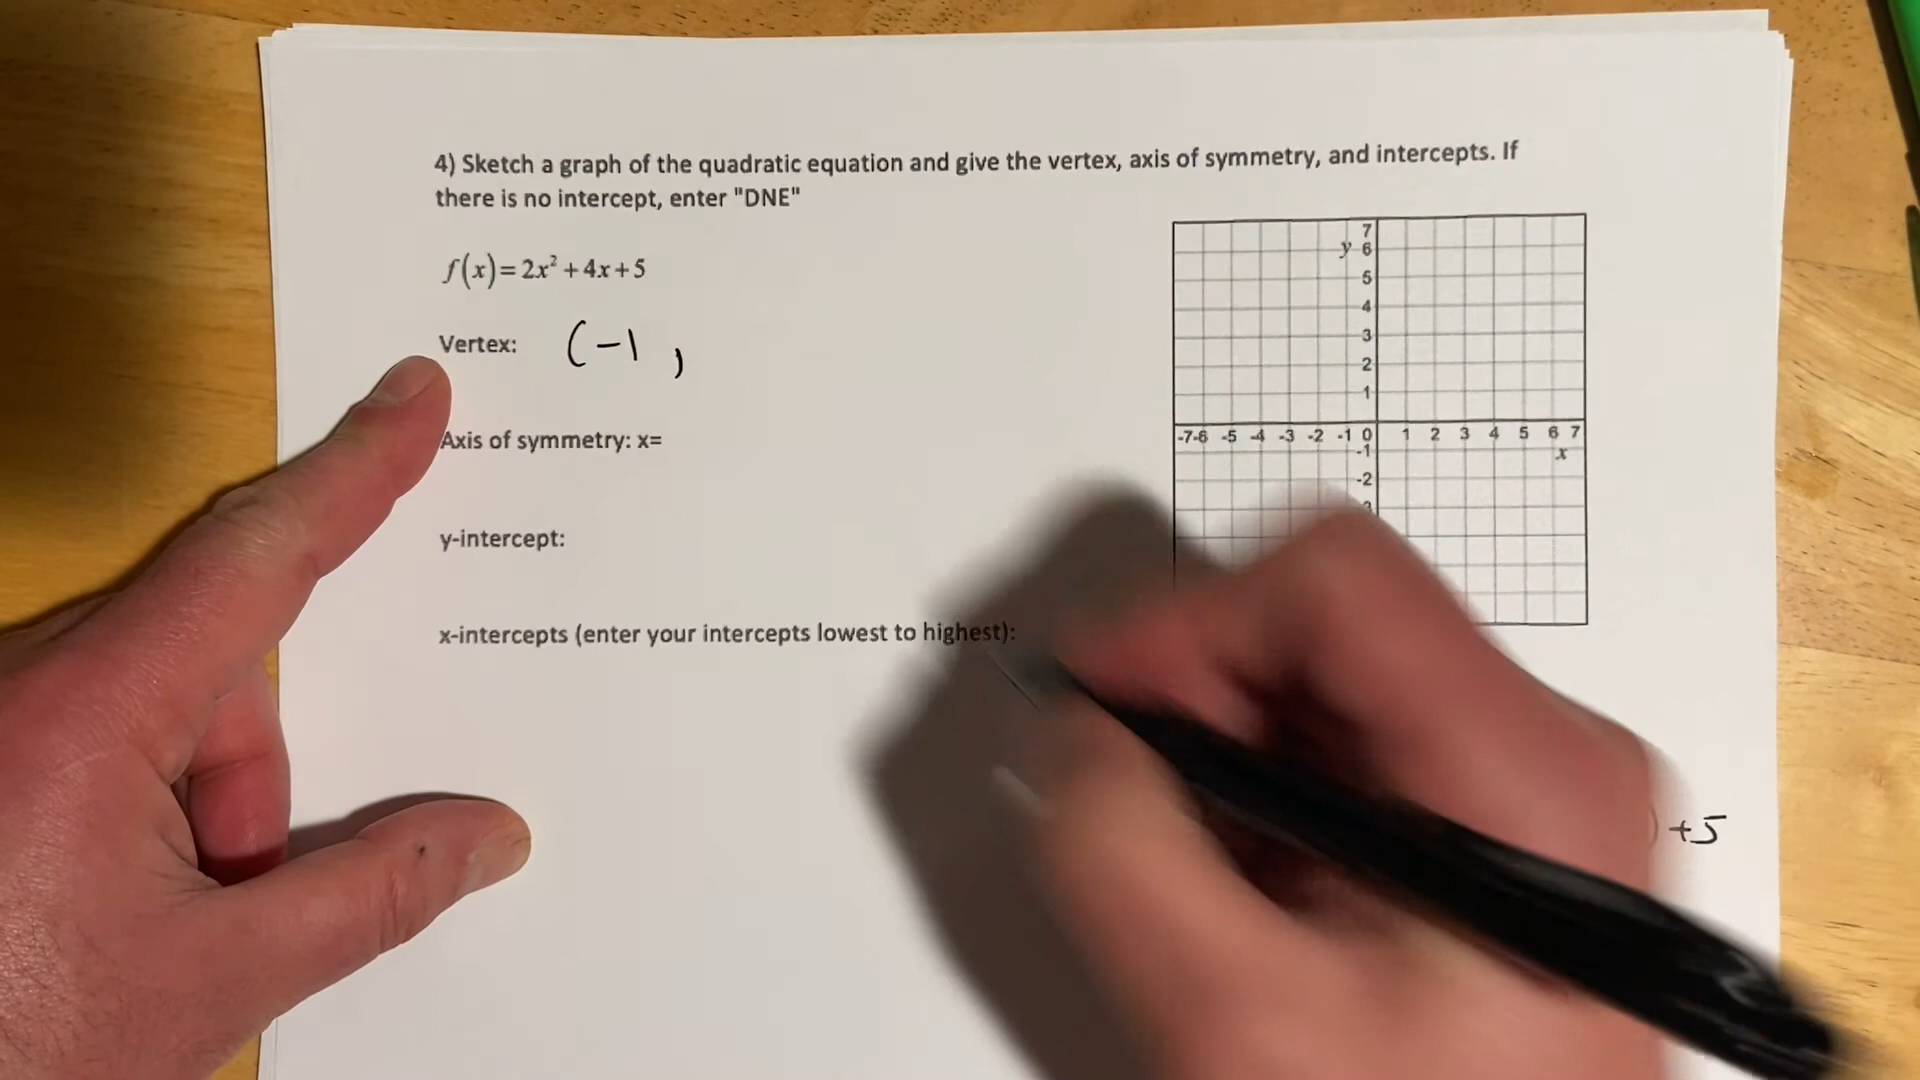 4) Sketch a graph of the quadratic equation and give the vertex, axis of symmetry, and intercepts. If
there is no intercept, enter "DNE"
f(x)=2x²+4x+5
Vertex: (-1 ,
Axis of symmetry: x=
y-intercept:
x-intercepts (enter your intercepts lowest to highest):
7
y 6
5
4
3
2
1
-7 -6 -5 -4 -3 -2 -1 0 1 2 3 4 5 6 7
-1
x
-2
) +5